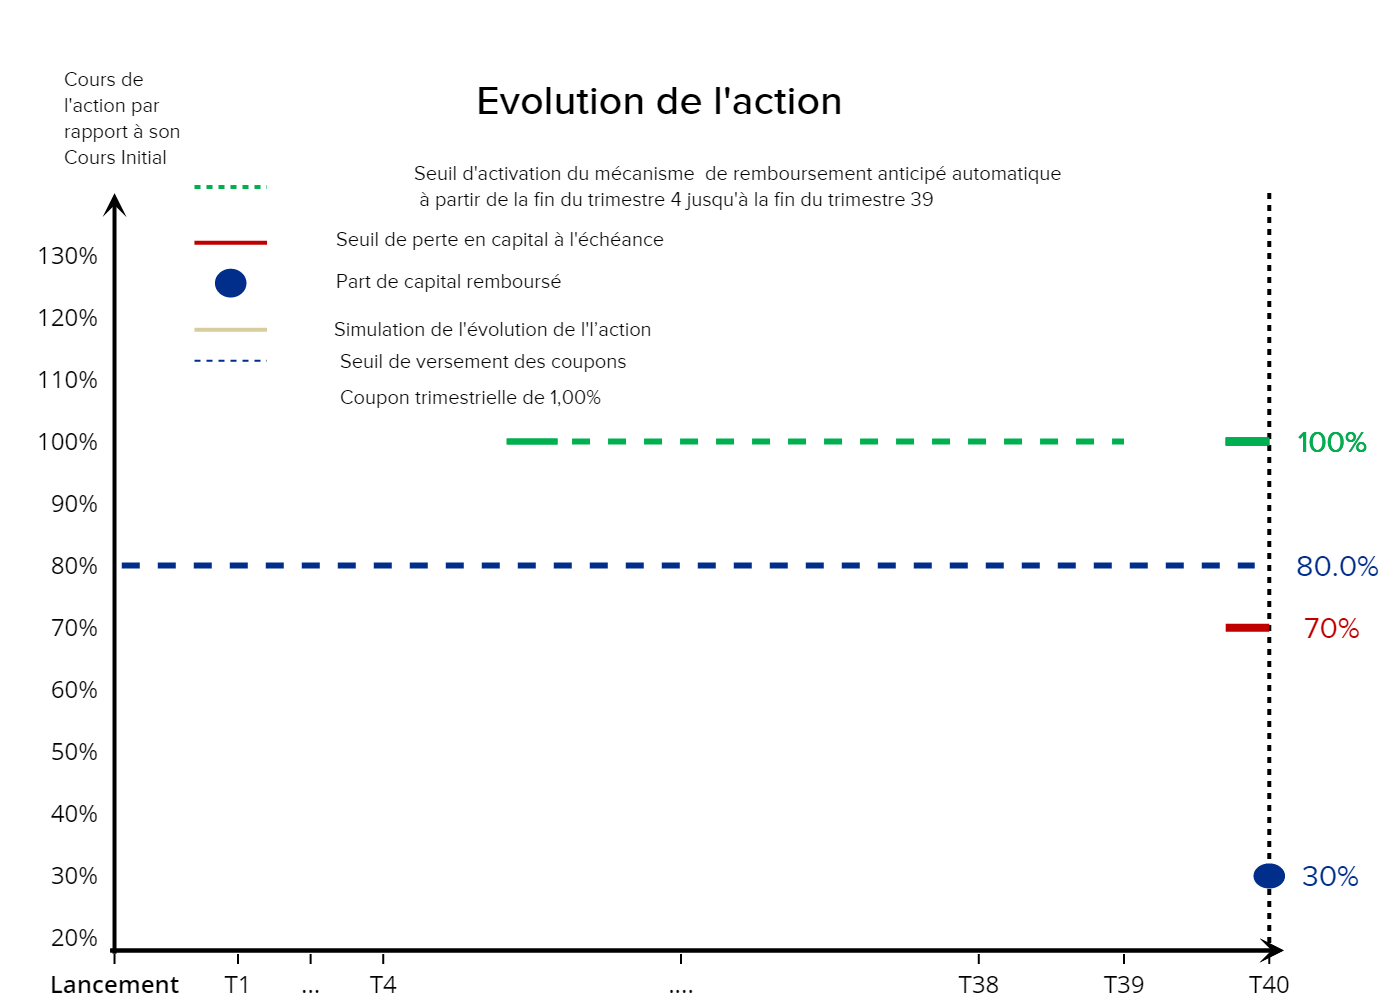 Cours de
l'action par
rapport à son
Cours Initial
Evolution de l'action
Seuil d'activation du mécanisme  de remboursement anticipé automatique
à partir de la fin du trimestre 4 jusqu'à la fin du trimestre 39
Seuil de perte en capital à l'échéance
Part de capital remboursé
Simulation de l'évolution de l'l’action
Seuil de versement des coupons
Coupon trimestrielle de 1,00%
130%
120%
110%
100%
90%
80%
70%
60%
50%
40%
30%
20%
100%
80.0%
70%
30%
Lancement
T1
...
T4
....
T38
T39
T40